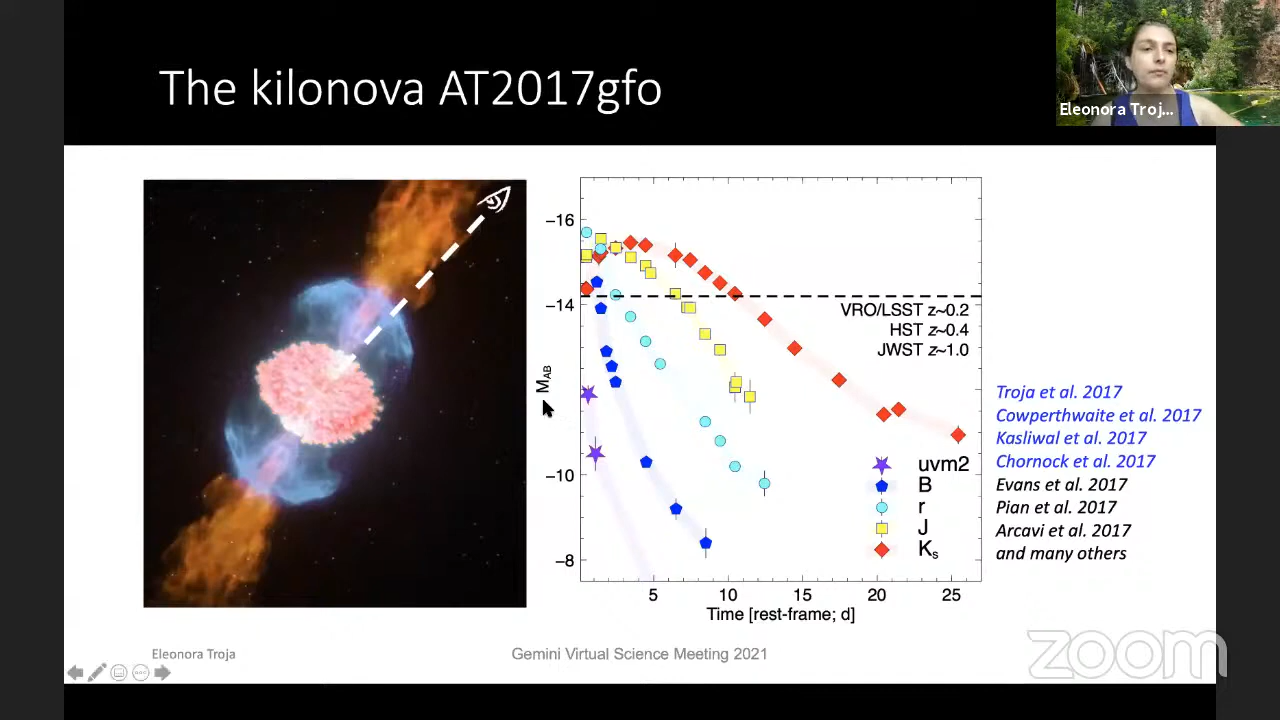 The kilonova AT2017gfo
Eleonora Troj...
−16
−14
−10
−8
M_AB
VRO/LSST z~0.2
HST z~0.4
JWST z~1.0
uvm2
B
r
J
Ks
5
10
15
20
25
Time [rest-frame; d]
Troja et al. 2017
Cowperthwaite et al. 2017
Kasliwal et al. 2017
Chornock et al. 2017
Evans et al. 2017
Pian et al. 2017
Arcavi et al. 2017
and many others
Eleonora Troja
Gemini Virtual Science Meeting 2021
zoom